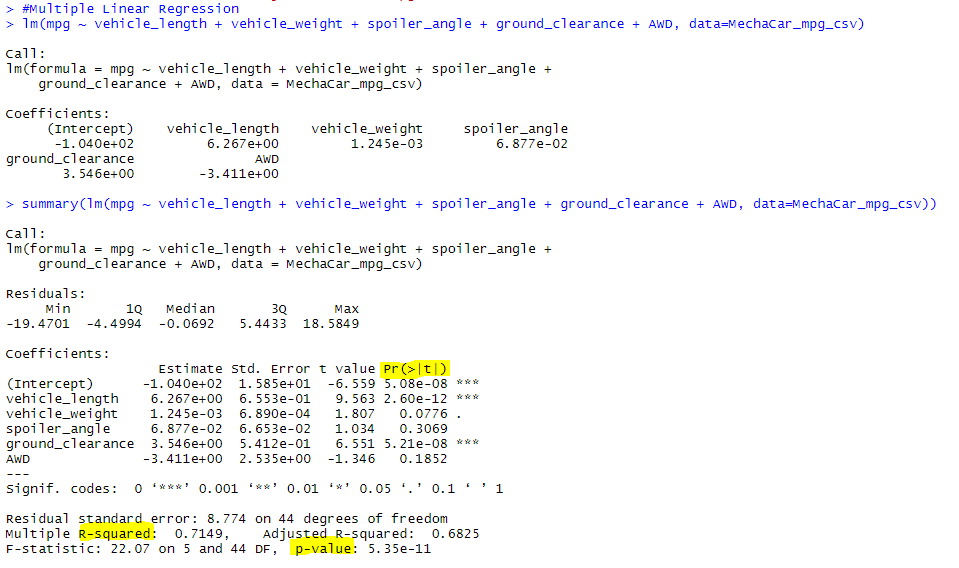 > #Multiple Linear Regression
> lm(mpg ~ vehicle_length + vehicle_weight + spoiler_angle + ground_clearance + AWD, data=MechaCar_mpg_csv)
Call:
lm(formula = mpg ~ vehicle_length + vehicle_weight + spoiler_angle +
    ground_clearance + AWD, data = MechaCar_mpg_csv)
Coefficients:
     (Intercept)    vehicle_length    vehicle_weight     spoiler_angle
      -1.040e+02         6.267e+00         1.245e-03         6.877e-02
ground_clearance               AWD
       3.546e+00        -3.411e+00
> summary(lm(mpg ~ vehicle_length + vehicle_weight + spoiler_angle + ground_clearance + AWD, data=MechaCar_mpg_csv))
Call:
lm(formula = mpg ~ vehicle_length + vehicle_weight + spoiler_angle +
    ground_clearance + AWD, data = MechaCar_mpg_csv)
Residuals:
     Min       1Q   Median       3Q      Max
-19.4701  -4.4994  -0.0692   5.4433  18.5849
Coefficients:
                   Estimate Std. Error t value Pr(>|t|)
(Intercept)      -1.040e+02  1.585e+01  -6.559 5.08e-08 ***
vehicle_length    6.267e+00  6.553e-01   9.563 2.60e-12 ***
vehicle_weight    1.245e-03  6.890e-04   1.807   0.0776 .
spoiler_angle     6.877e-02  6.653e-02   1.034   0.3069
ground_clearance  3.546e+00  5.412e-01   6.551 5.21e-08 ***
AWD              -3.411e+00  2.535e+00  -1.346   0.1852
---
Signif. codes:  0 ‘***’ 0.001 ‘**’ 0.01 ‘*’ 0.05 ‘.’ 0.1 ‘ ’ 1
Residual standard error: 8.774 on 44 degrees of freedom
Multiple R-squared:  0.7149,	Adjusted R-squared:  0.6825
F-statistic: 22.07 on 5 and 44 DF,  p-value: 5.35e-11